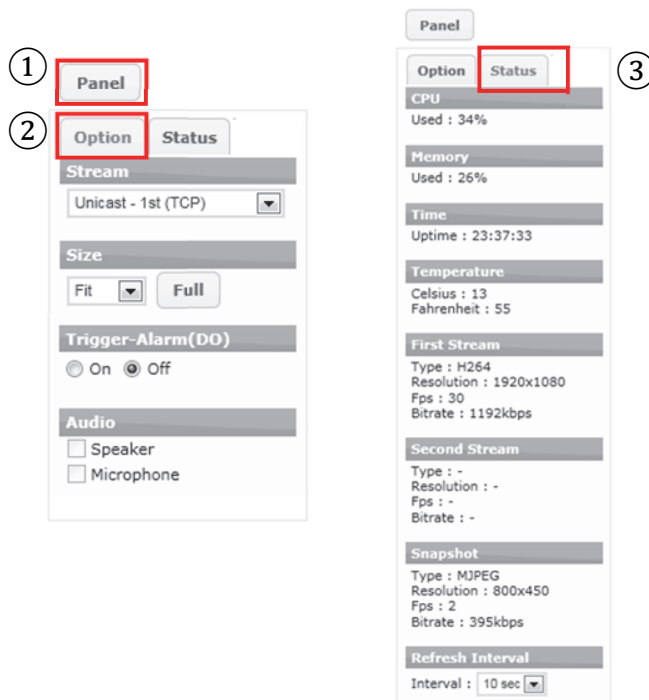 ①
Panel
②
Option Status
Stream
Unicast - 1st (TCP)
Size
Fit Full
Trigger-Alarm(DO)
On Off
Audio
Speaker
Microphone
Panel
Option Status
③
CPU
Used : 34%
Memory
Used : 26%
Time
Uptime : 23:37:33
Temperature
Celsius : 13
Fahrenheit : 55
First Stream
Type : H264
Resolution : 1920x1080
Fps : 30
Bitrate : 1192kbps
Second Stream
Type : -
Resolution : -
Fps : -
Bitrate : -
Snapshot
Type : MJPEG
Resolution : 800x450
Fps : 2
Bitrate : 395kbps
Refresh Interval
Interval : 10 sec